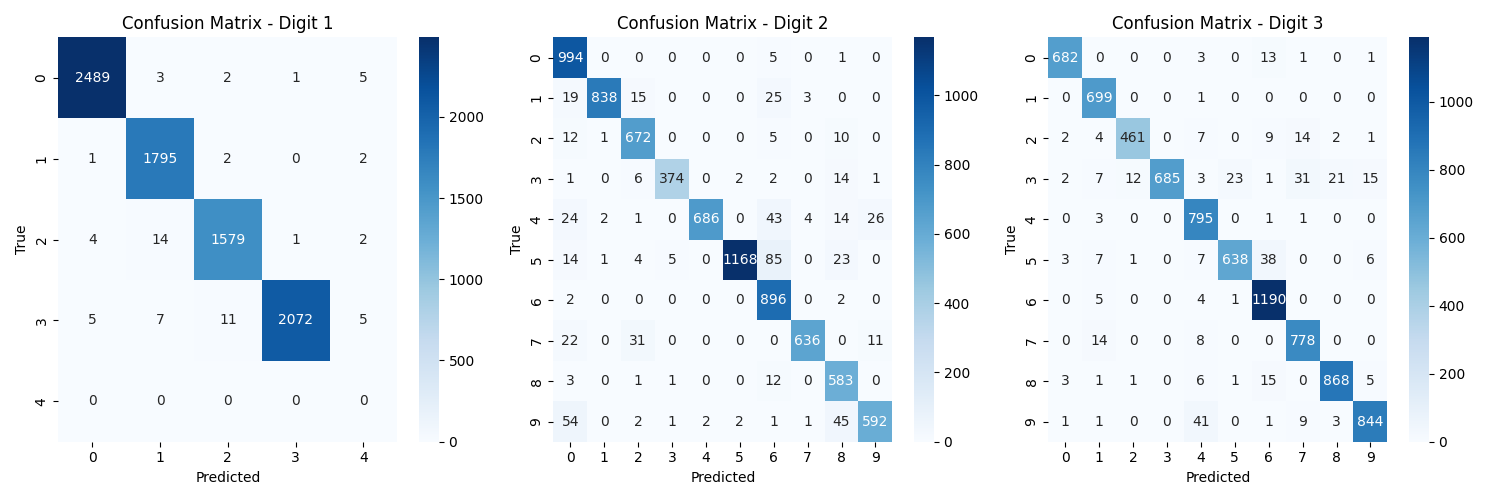 Confusion Matrix - Digit 1
0 2489 3 2 1 5
1 1 1795 2 0 2
2 4 14 1579 1 2
3 5 7 11 2072 5
4 0 0 0 0 0
0 1 2 3 4
True
Predicted
2000
1500
1000
500
0
Confusion Matrix - Digit 2
0 994 0 0 0 0 0 5 0 1 0
1 19 838 15 0 0 0 25 3 0 0
2 12 1 672 0 0 0 5 0 10 0
3 1 0 6 374 0 2 2 0 14 1
4 24 2 1 0 686 0 43 4 14 26
5 14 1 4 5 0 1168 85 0 23 0
6 2 0 0 0 0 0 896 0 2 0
7 22 0 31 0 0 0 0 636 0 11
8 3 0 1 1 0 0 12 0 583 0
9 54 0 2 1 2 2 1 1 45 592
0 1 2 3 4 5 6 7 8 9
True
Predicted
1000
800
600
400
200
0
Confusion Matrix - Digit 3
0 682 0 0 0 3 0 13 1 0 1
1 0 699 0 0 1 0 0 0 0 0
2 2 4 461 0 7 0 9 14 2 1
3 2 7 12 685 3 23 1 31 21 15
4 0 3 0 0 795 0 1 1 0 0
5 3 7 1 0 7 638 38 0 0 6
6 0 5 0 0 4 1 1190 0 0 0
7 0 14 0 0 8 0 0 778 0 0
8 3 1 1 0 6 1 15 0 868 5
9 1 1 0 0 41 0 1 9 3 844
0 1 2 3 4 5 6 7 8 9
True
Predicted
1000
800
600
400
200
0